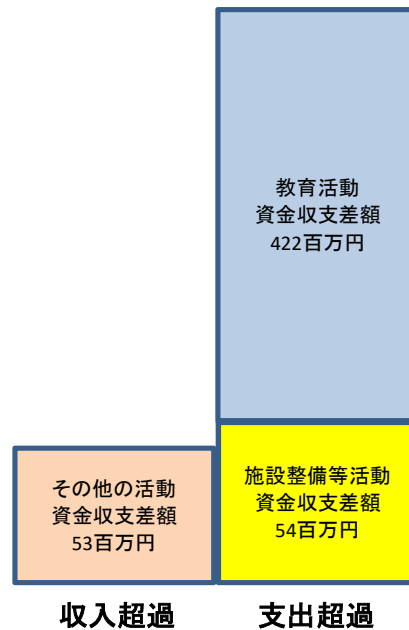 教育活動
資金収支差額
422百万円
その他の活動
資金収支差額
53百万円
施設整備等活動
資金収支差額
54百万円
収入超過
支出超過